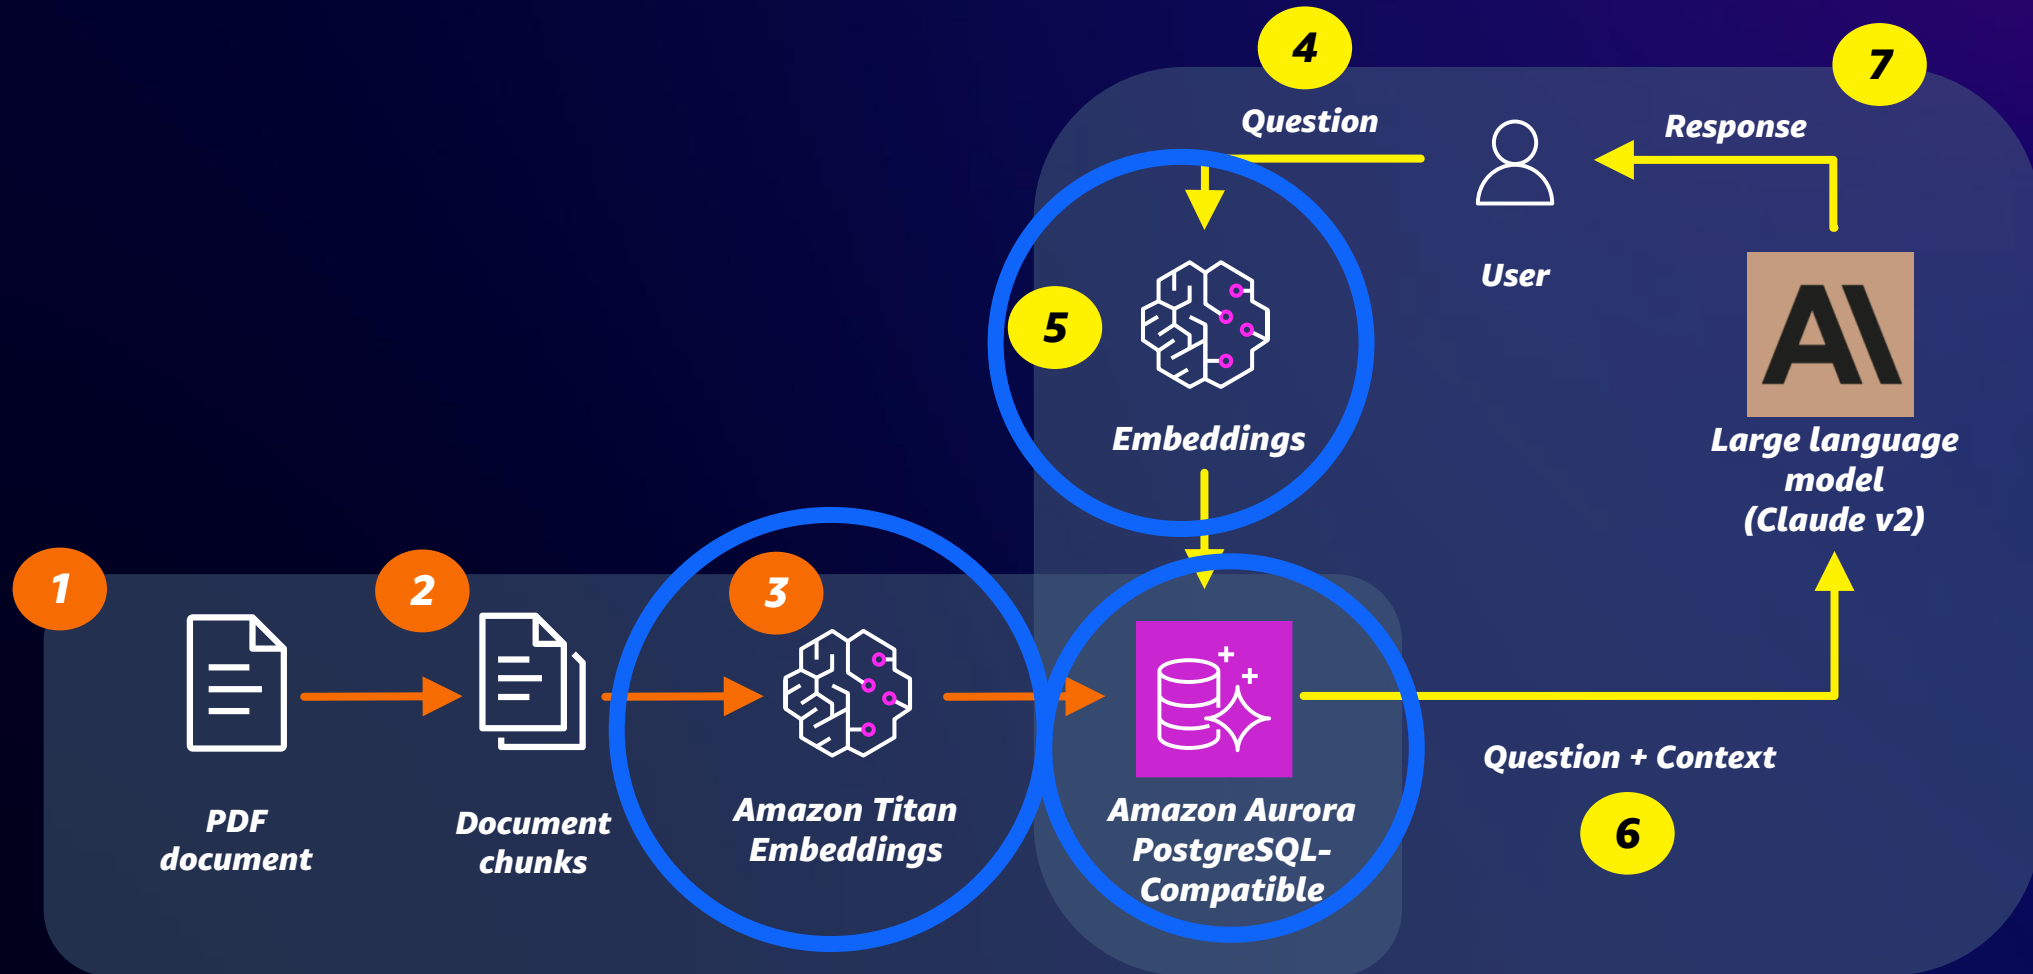 4
7
Question
Response
User
5
Embeddings
Large language
model
(Claude v2)
1
2
3
PDF
document
Document
chunks
Amazon Titan
Embeddings
Amazon Aurora
PostgreSQL-
Compatible
Question + Context
6